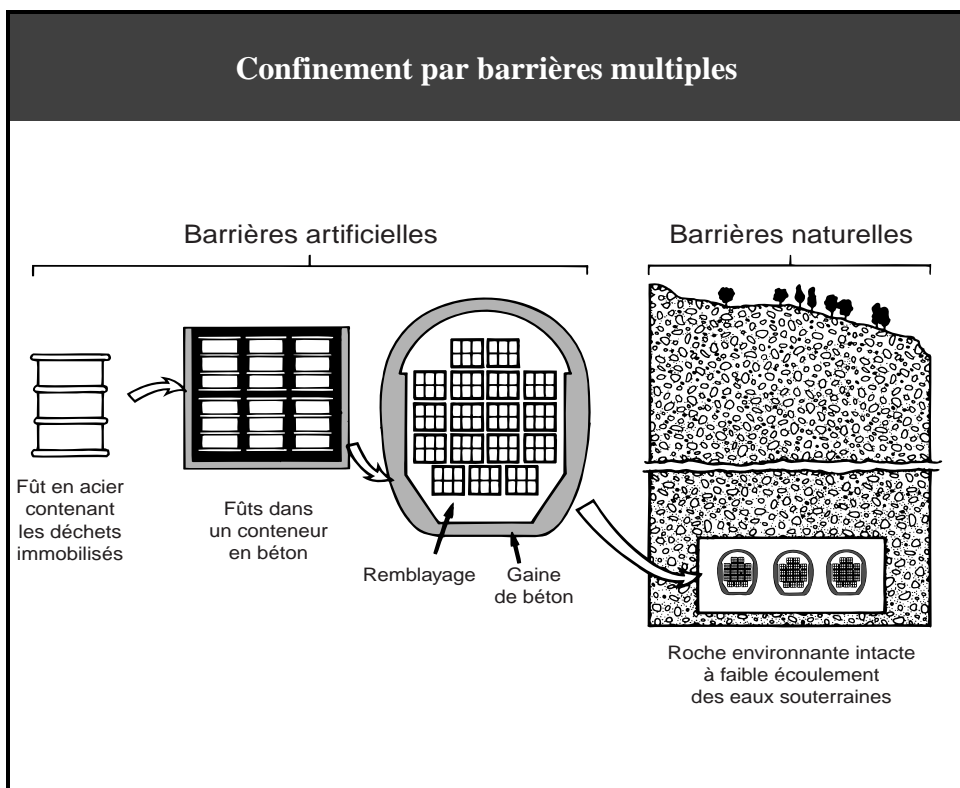 Confinement par barrières multiples
Barrières artificielles
Barrières naturelles
Fût en acier
contenant
les déchets
immobilisés
Fûts dans
un conteneur
en béton
Remblayage
Gaine
de béton
Roche environnante intacte
à faible écoulement
des eaux souterraines